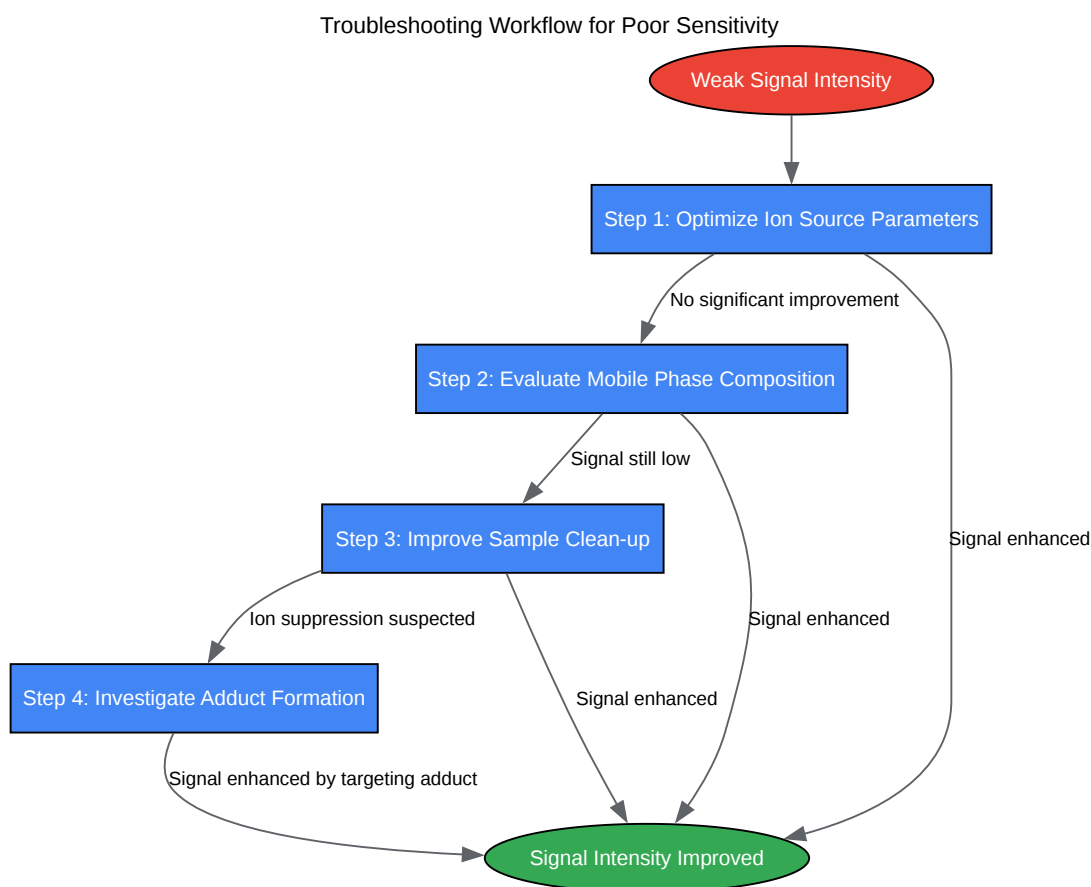 Troubleshooting Workflow for Poor Sensitivity
Weak Signal Intensity
Step 1: Optimize Ion Source Parameters
No significant improvement
Step 2: Evaluate Mobile Phase Composition
Signal still low
Step 3: Improve Sample Clean-up
Signal enhanced
Ion suppression suspected
Signal enhanced
Step 4: Investigate Adduct Formation
Signal enhanced
Signal enhanced by targeting adduct
Signal Intensity Improved